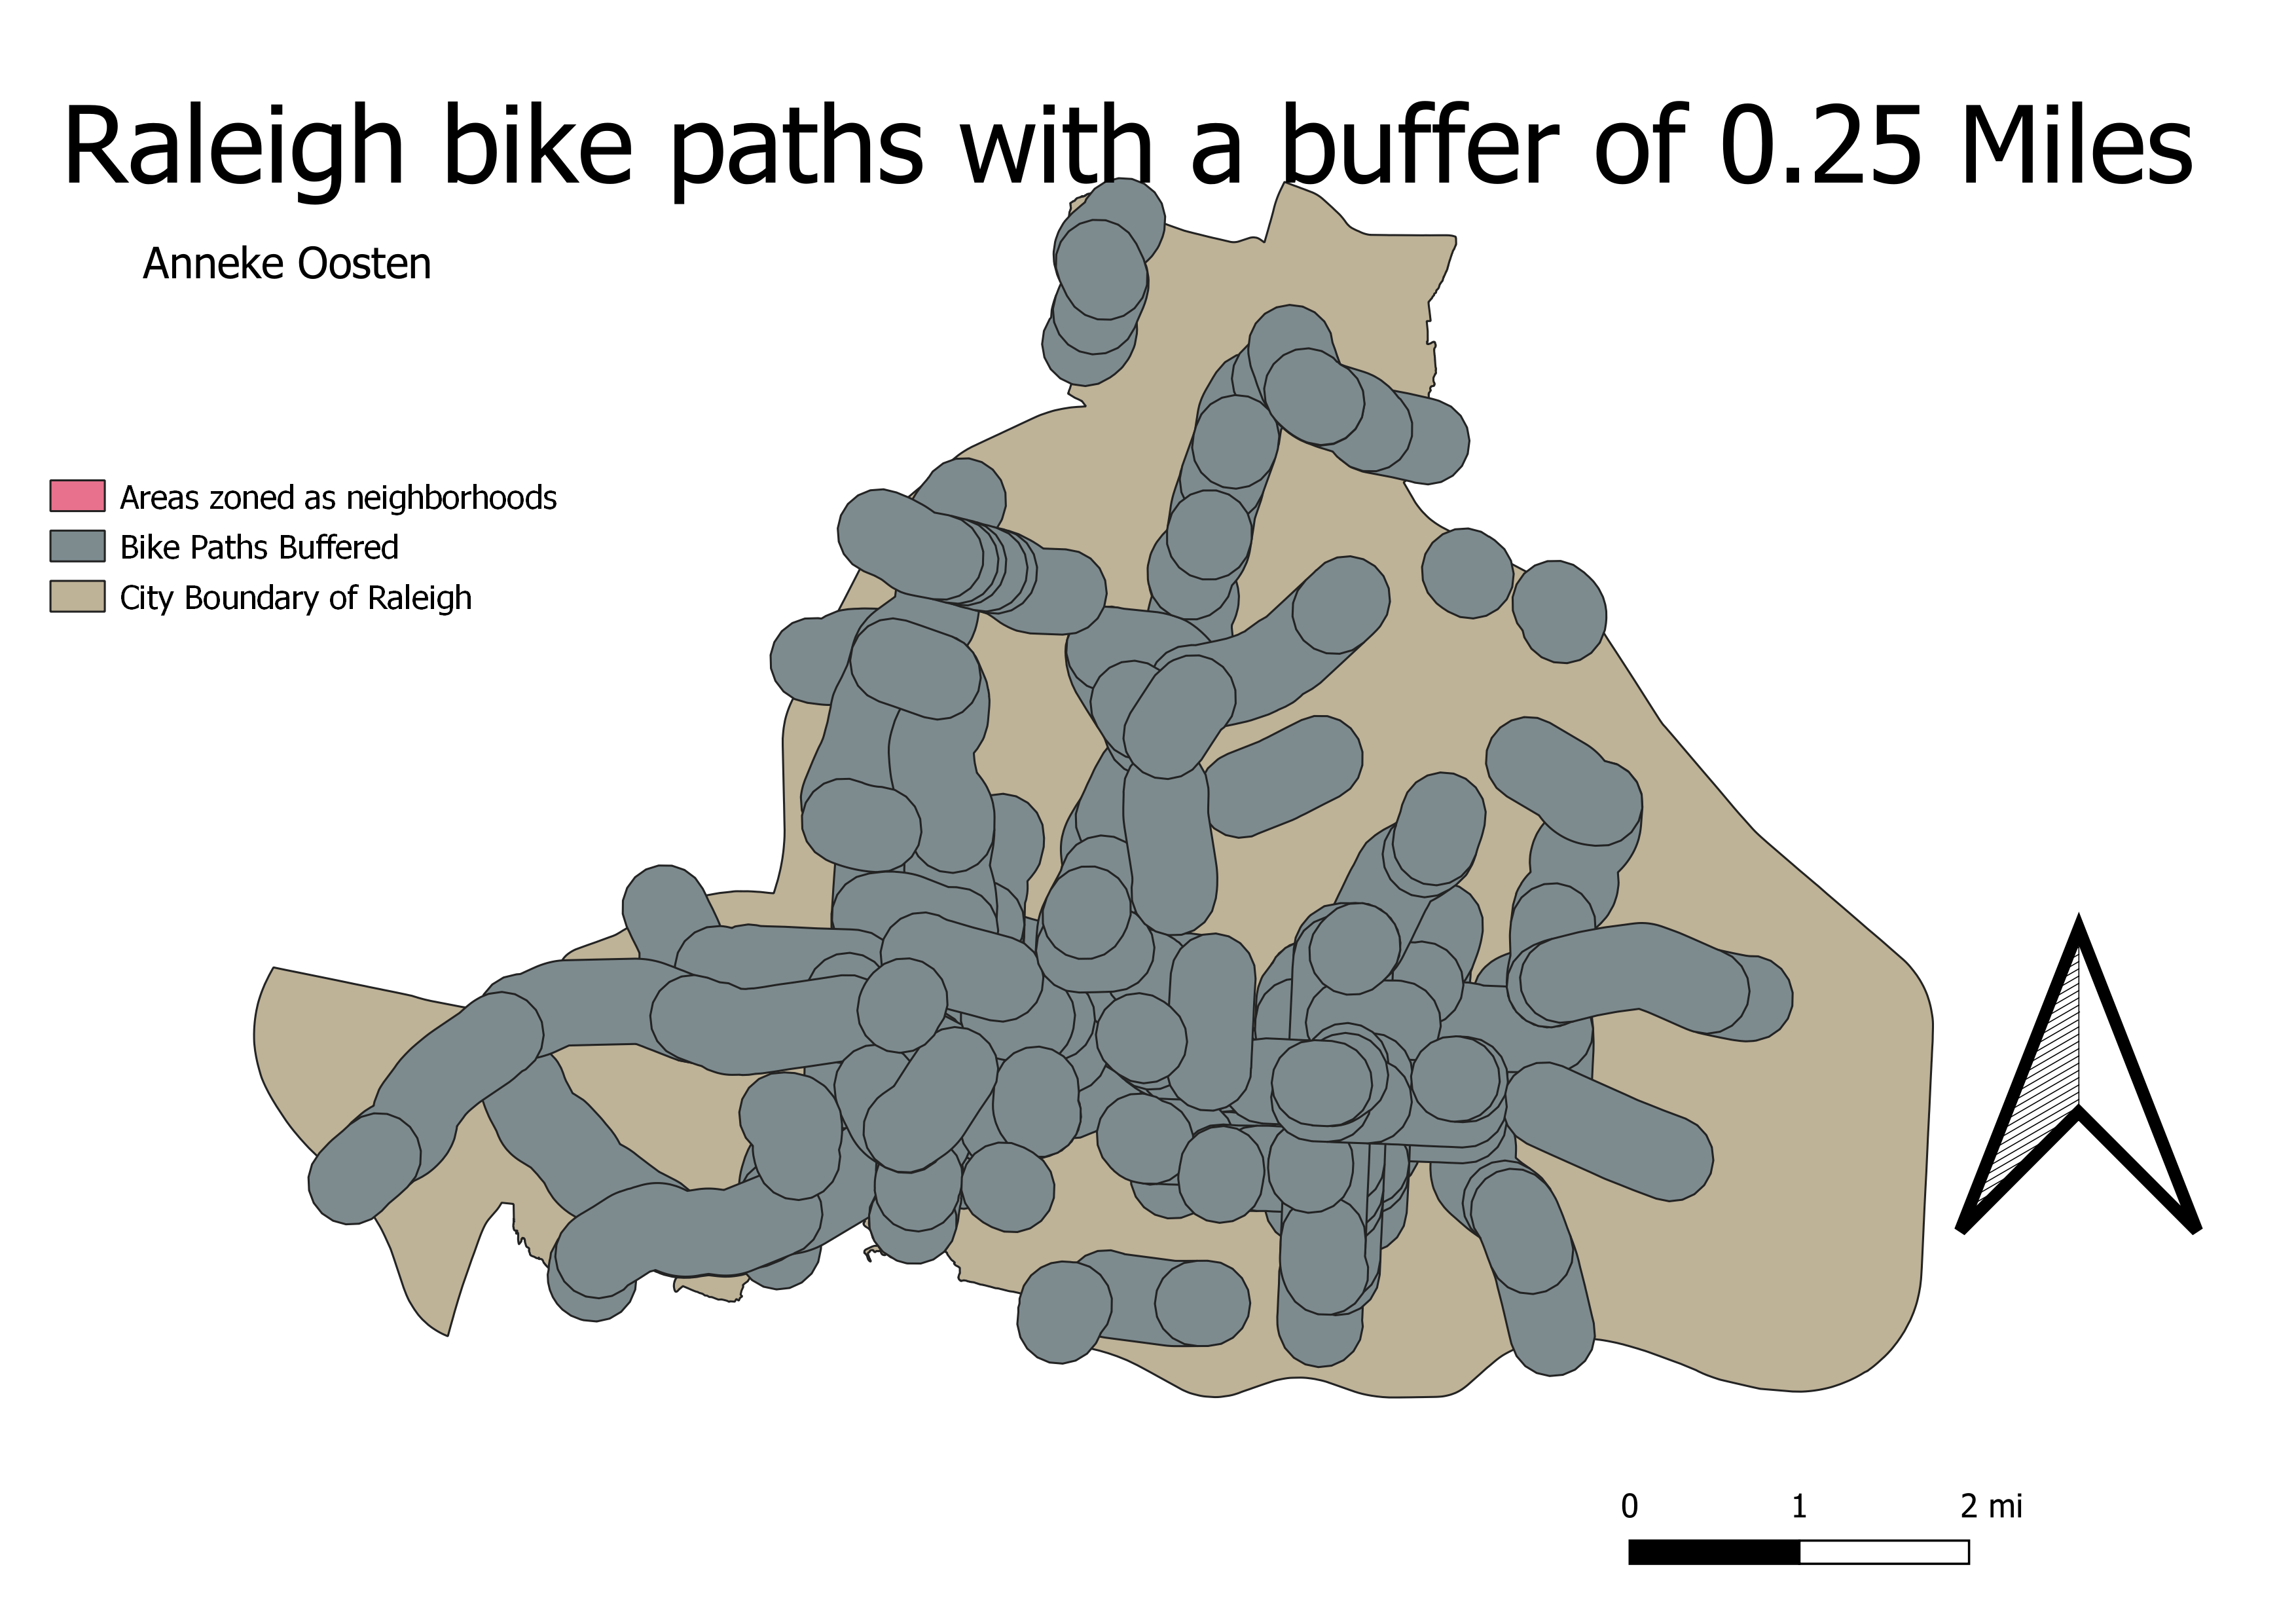 Raleigh bike paths with a buffer of 0.25 Miles
Anneke Oosten
Areas zoned as neighborhoods
Bike Paths Buffered
City Boundary of Raleigh
0 1 2 mi